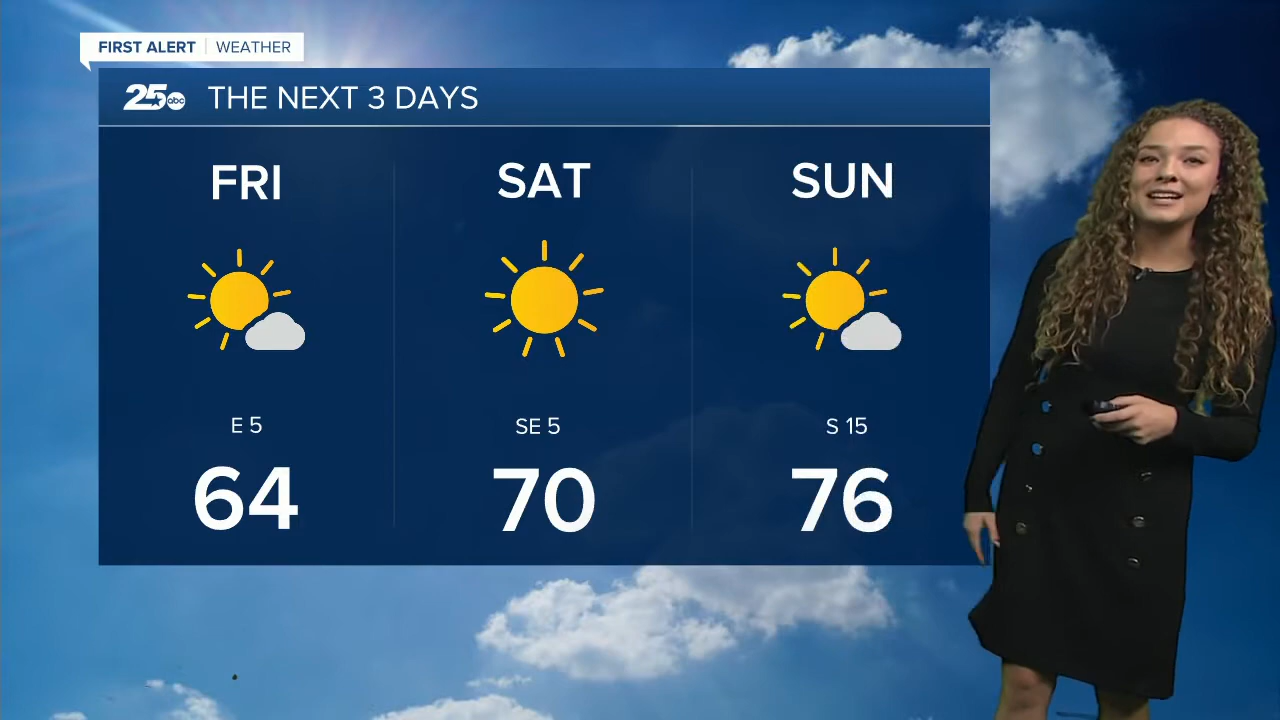 FIRST ALERT | WEATHER
25 abc THE NEXT 3 DAYS
FRI SAT SUN
E 5 SE 5 S 15
64 70 76